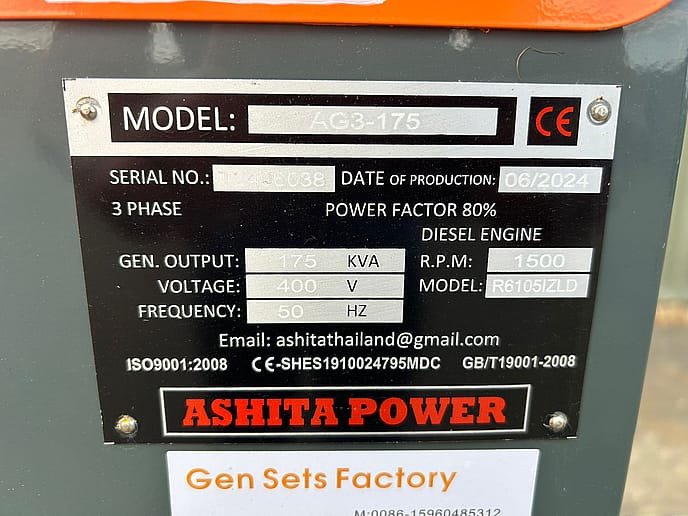 MODEL: AG3-175 CE
SERIAL NO.: DATE OF PRODUCTION: 06/2024
3 PHASE POWER FACTOR 80%
DIESEL ENGINE
GEN. OUTPUT: 175 KVA R.P.M: 1500
VOLTAGE: 400 V MODEL: R6105IZLD
FREQUENCY: 50 HZ
Email: ashitathailand@gmail.com
ISO9001:2008 CE-SHES1910024795MDC GB/T19001-2008
ASHITA POWER
Gen Sets Factory
M:0086-15960485312